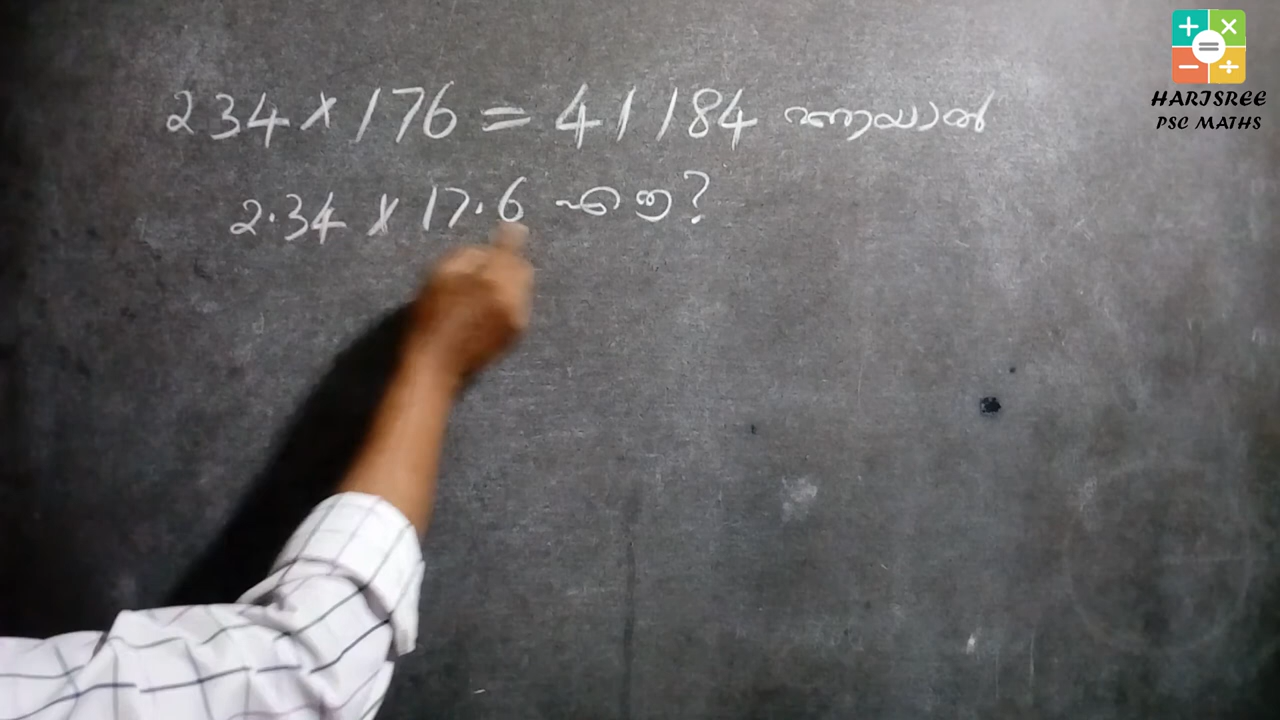 HARISREE
PSC MATHS
234 × 176 = 41184 ആയാൽ
2.34 × 17.6 എത്ര?